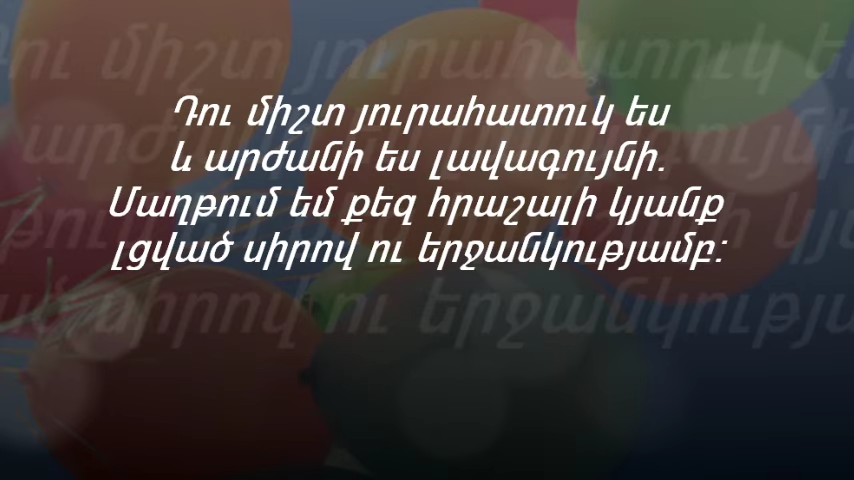 Դու միշտ յուրահատուկ ես
և արժանի ես լավագույնի.
Մաղթում եմ քեզ հրաշալի կյանք
լցված սիրով ու երջանկությամբ: